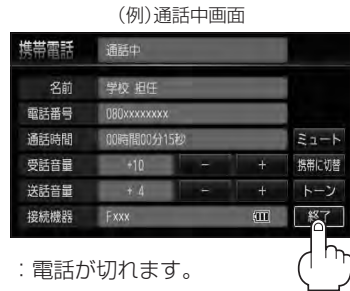 (例)通話中画面
携帯電話 通話中
名前 学校 担任
電話番号 080xxxxxxxx
通話時間 00時間00分15秒 ミュート
受話音量 +10 － ＋ 携帯に切替
送話音量 + 4 － ＋ トーン
接続機器 Fxxx 終了
：電話が切れます。